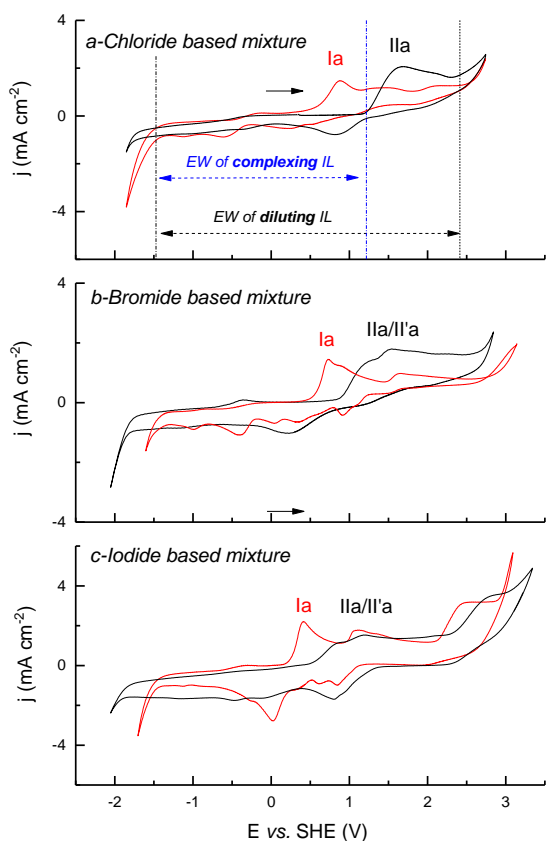 a-Chloride based mixture
Ia
IIa
EW of complexing IL
EW of diluting IL
4
0
-4
j (mA cm-2)
b-Bromide based mixture
Ia
IIa/II'a
4
0
-4
j (mA cm-2)
c-Iodide based mixture
Ia
IIa/II'a
4
0
-4
j (mA cm-2)
-2 -1 0 1 2 3
E vs. SHE (V)